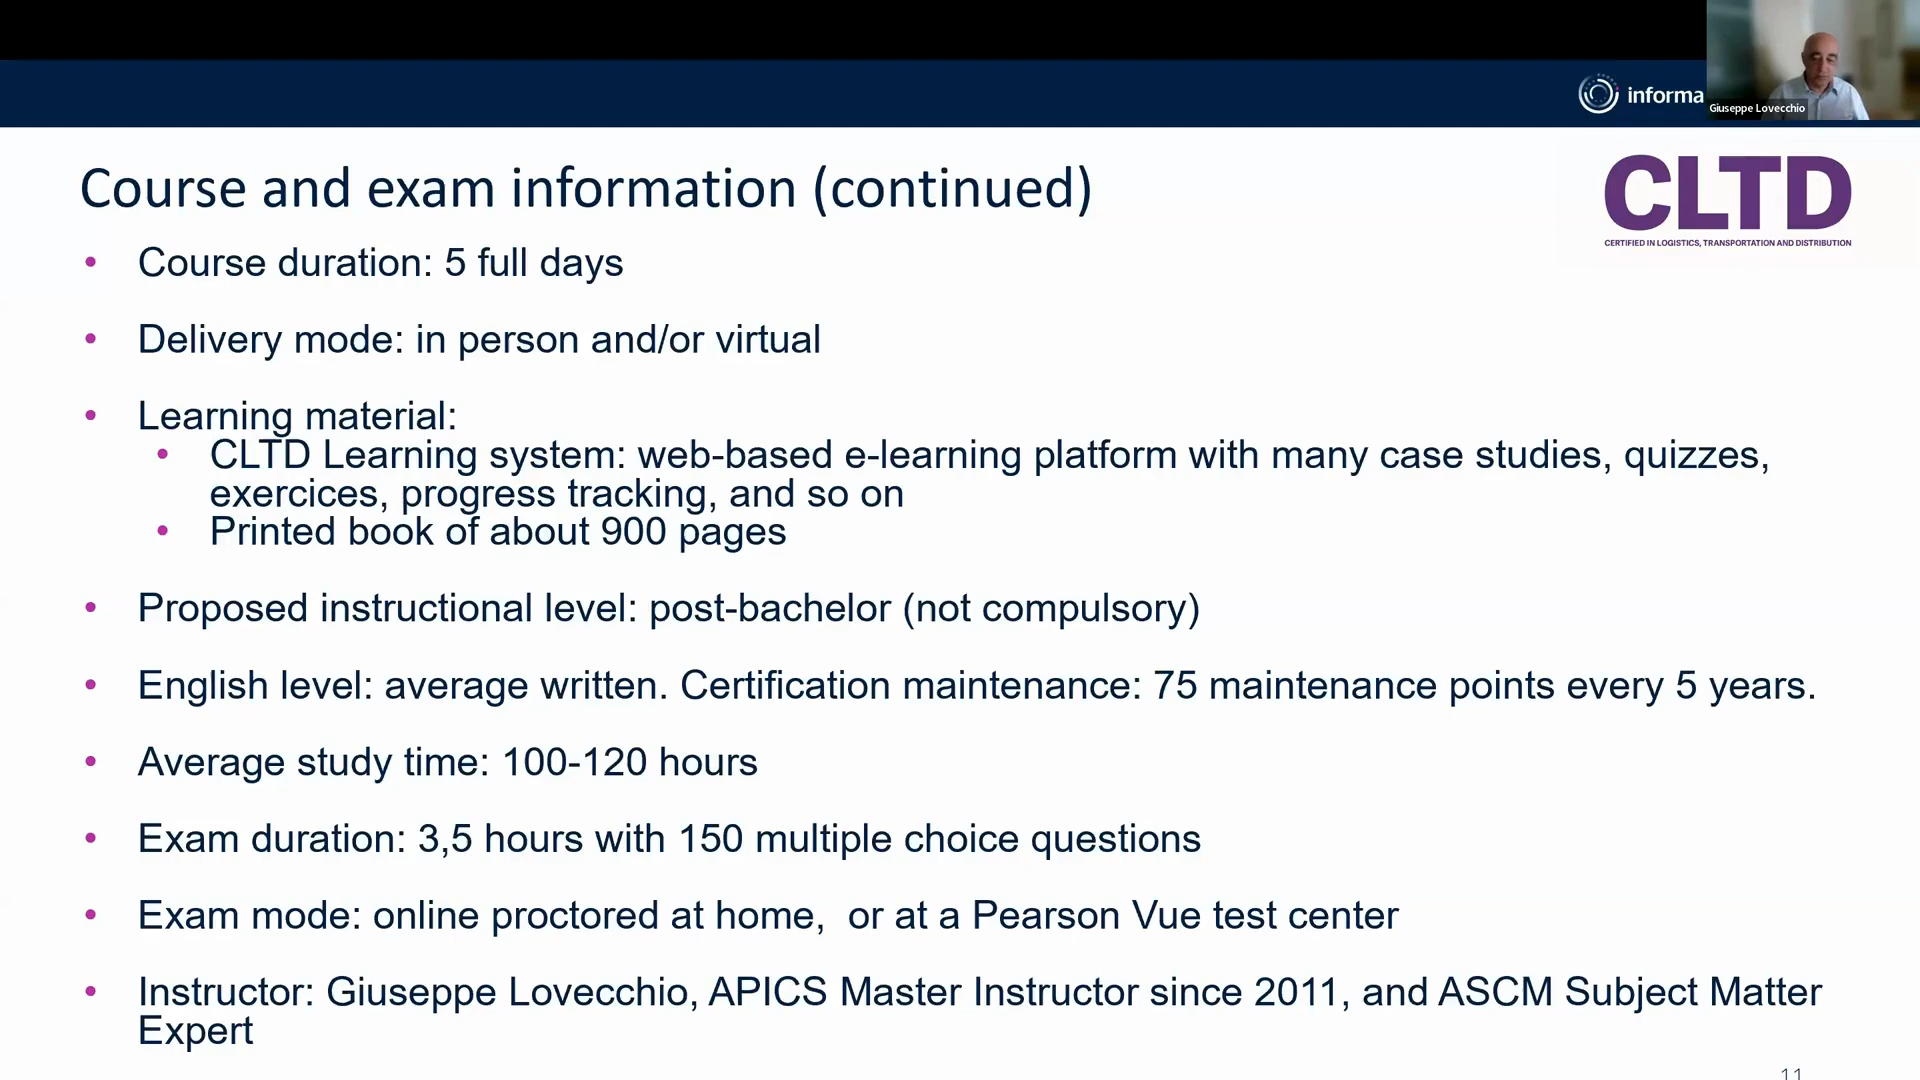 informa
Giuseppe Lovecchio
Course and exam information (continued)
CLTD
CERTIFIED IN LOGISTICS, TRANSPORTATION AND DISTRIBUTION
• Course duration: 5 full days
• Delivery mode: in person and/or virtual
• Learning material:
• CLTD Learning system: web-based e-learning platform with many case studies, quizzes,
exercices, progress tracking, and so on
• Printed book of about 900 pages
• Proposed instructional level: post-bachelor (not compulsory)
• English level: average written. Certification maintenance: 75 maintenance points every 5 years.
• Average study time: 100-120 hours
• Exam duration: 3,5 hours with 150 multiple choice questions
• Exam mode: online proctored at home,  or at a Pearson Vue test center
• Instructor: Giuseppe Lovecchio, APICS Master Instructor since 2011, and ASCM Subject Matter
Expert
11